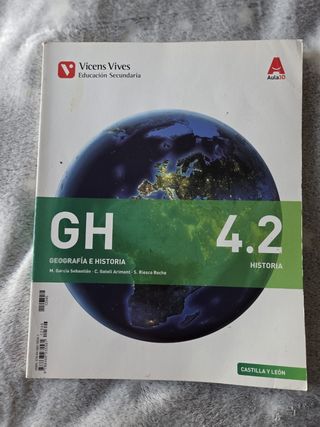 Vicens Vives
Educación Secundaria
Aula3D
GH
4.2
GEOGRAFÍA E HISTORIA
HISTORIA
M. García Sebastián · C. Gatell Arimont · S. Riesco Roche
CASTILLA Y LEÓN